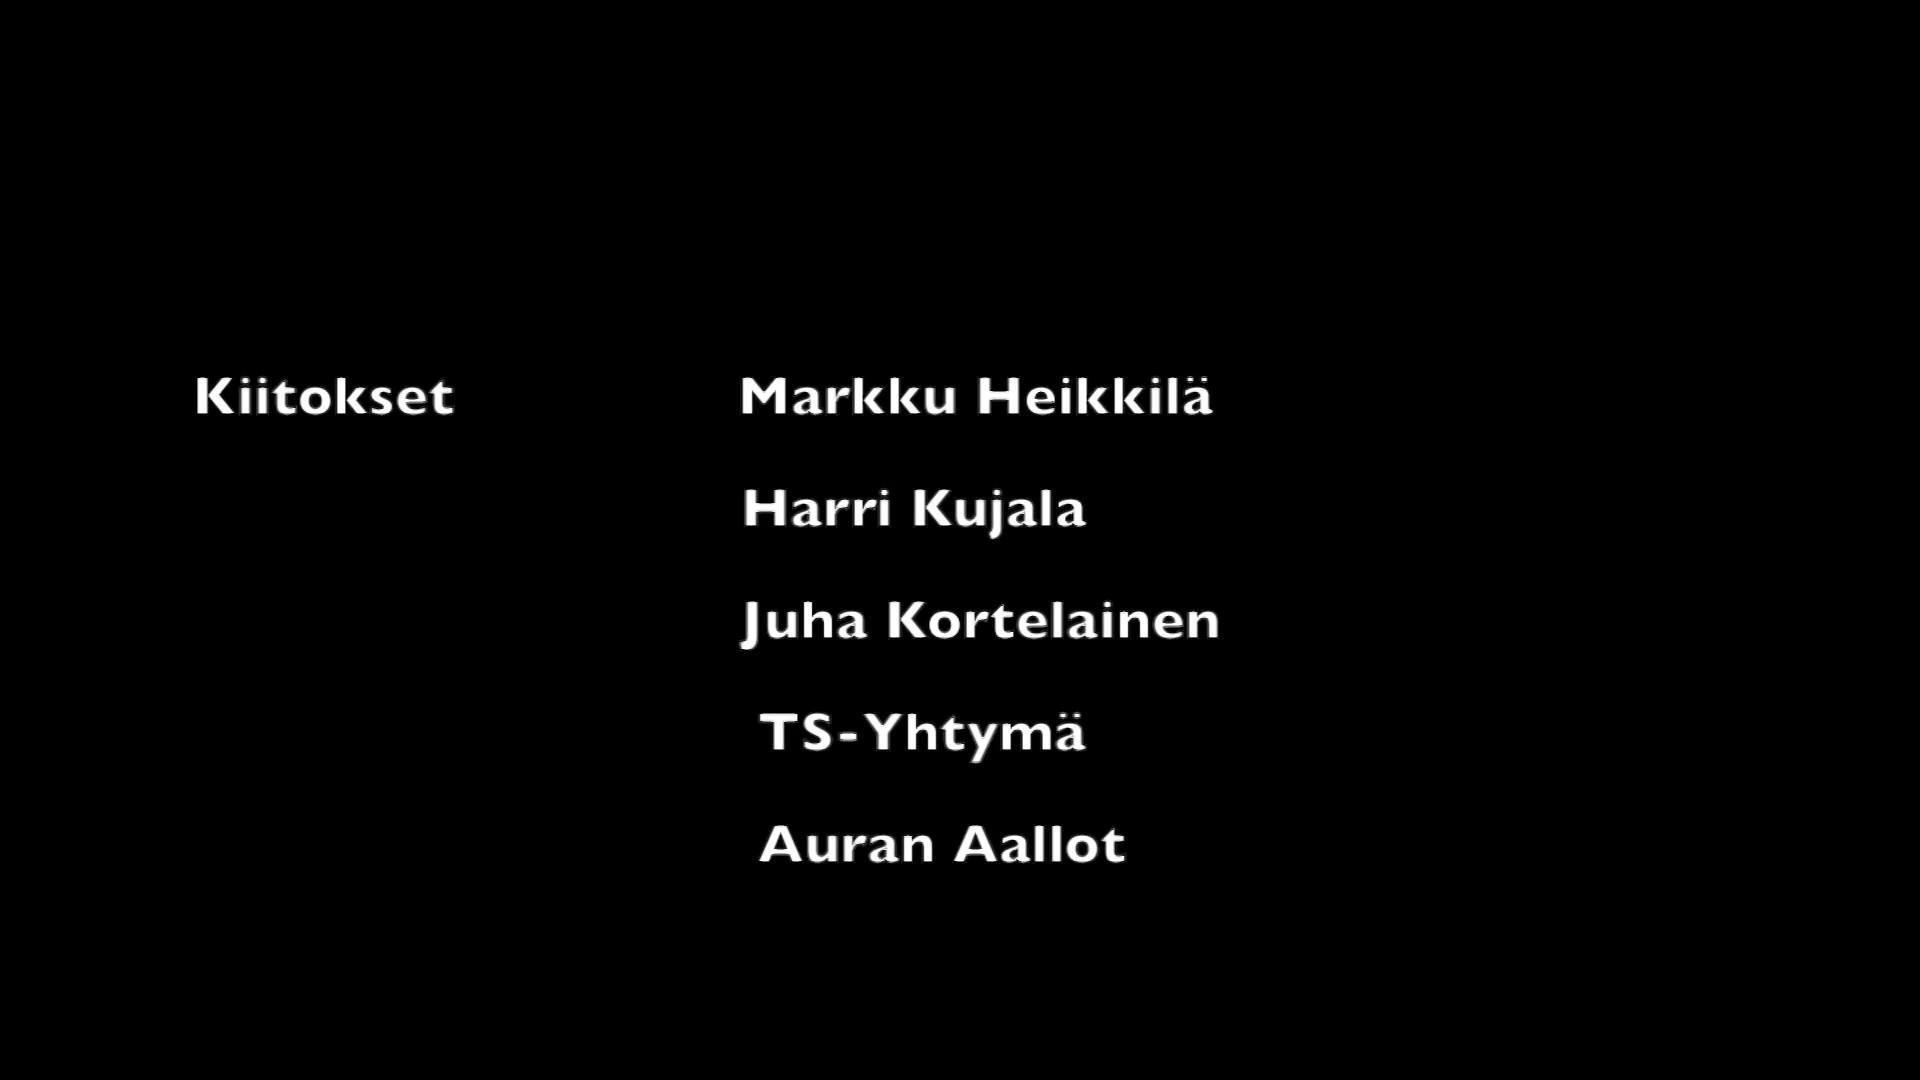 Kiitokset Markku Heikkilä
Harri Kujala
Juha Kortelainen
TS-Yhtymä
Auran Aallot